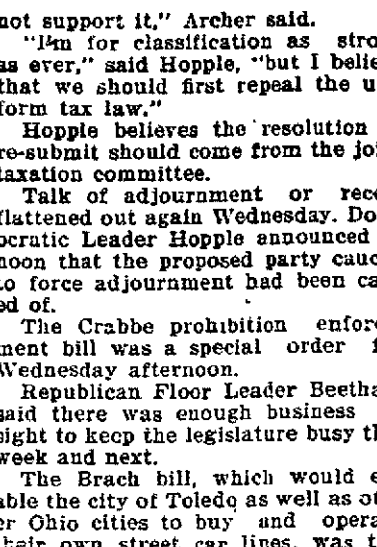 not support it," Archer said.
"I'm for classification as stro
as ever," said Hopple, "but I belie
that we should first repeal the u
form tax law."
Hopple believes the resolution
re-submit should come from the joi
taxation committee.
Talk of adjournment or rece
flattened out again Wednesday. Do
ocratic Leader Hopple announced
noon that the proposed party cauc
to force adjournment had been ca
ed of.
The Crabbe prohibition enforc
ment bill was a special order f
Wednesday afternoon.
Republican Floor Leader Beetha
said there was enough business
sight to keep the legislature busy th
week and next.
The Brach bill, which would e
able the city of Toledo as well as ot
er Ohio cities to buy and opera
their own street car lines, was t